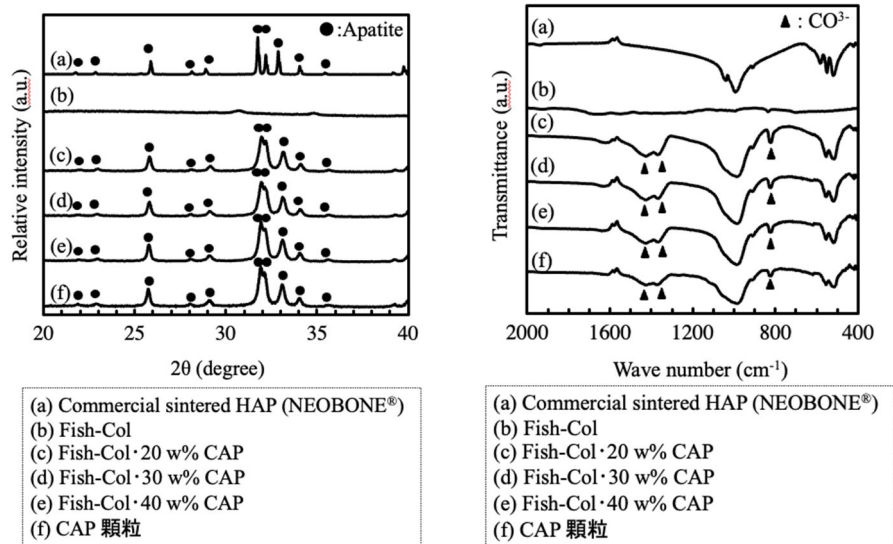 ● :Apatite
(a)
(b)
(c)
(d)
(e)
(f)
Relative intensity (a.u.)
20 25 30 35 40
2θ (degree)
(a) Commercial sintered HAP (NEOBONE®)
(b) Fish-Col
(c) Fish-Col･20 w% CAP
(d) Fish-Col･30 w% CAP
(e) Fish-Col･40 w% CAP
(f) CAP 顆粒
▲ : CO³⁻
(a)
(b)
(c)
(d)
(e)
(f)
Transmittance (a.u.)
2000 1600 1200 800 400
Wave number (cm⁻¹)
(a) Commercial sintered HAP (NEOBONE®)
(b) Fish-Col
(c) Fish-Col･20 w% CAP
(d) Fish-Col･30 w% CAP
(e) Fish-Col･40 w% CAP
(f) CAP 顆粒